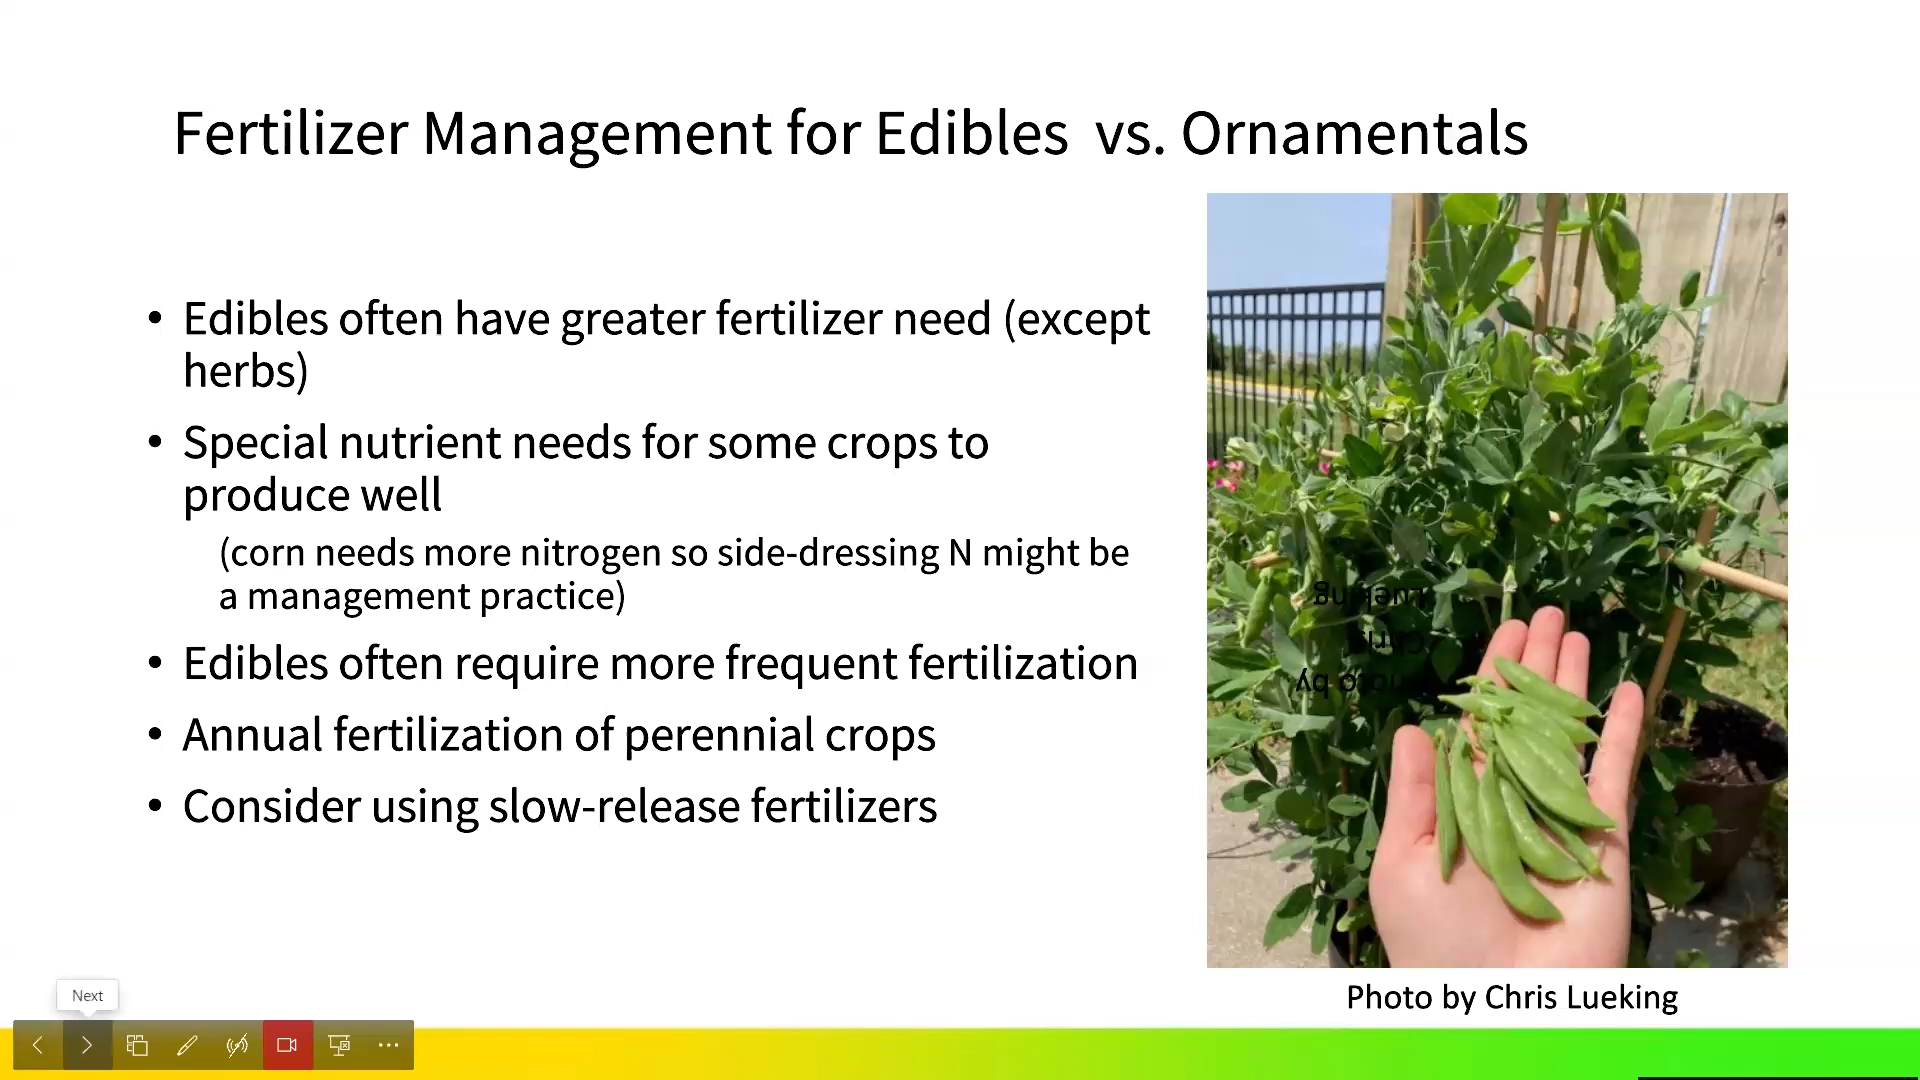 Fertilizer Management for Edibles vs. Ornamentals
• Edibles often have greater fertilizer need (except
herbs)
• Special nutrient needs for some crops to
produce well
(corn needs more nitrogen so side-dressing N might be
a management practice)
• Edibles often require more frequent fertilization
• Annual fertilization of perennial crops
• Consider using slow-release fertilizers
by
Photo by Chris Lueking
Next